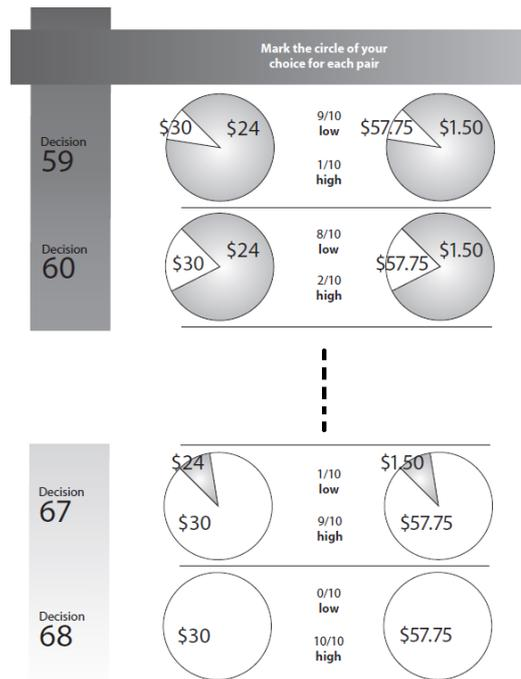 Mark the circle of your
choice for each pair
Decision
59
$30
$24
9/10
low
1/10
high
$57.75
$1.50
Decision
60
$30
$24
8/10
low
2/10
high
$57.75
$1.50
Decision
67
$24
$30
1/10
low
9/10
high
$1.50
$57.75
Decision
68
$30
0/10
low
10/10
high
$57.75